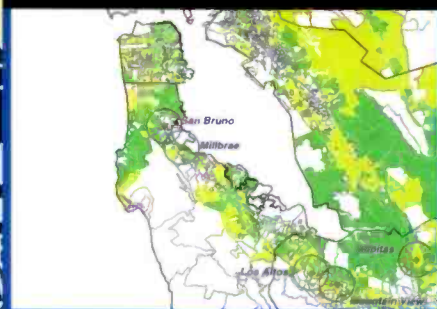 San Bruno
Millbrae
Milpitas
Los Altos
Mountain View